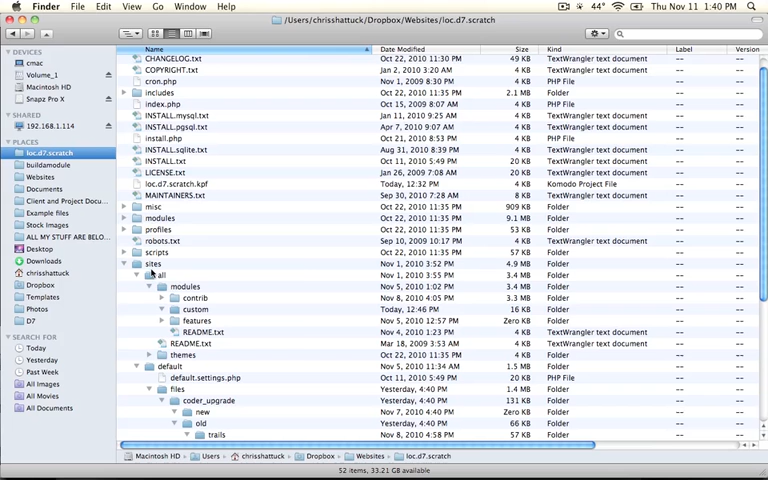 Finder File Edit View Go Window Help 44° Thu Nov 11 1:40 PM
/Users/chrisshattuck/Dropbox/Websites/loc.d7.scratch
DEVICES
cmac
Volume_1
Macintosh HD
Snapz Pro X
SHARED
192.168.1.114
PLACES
loc.d7.scratch
buildamodule
Websites
Documents
Client and Project Docu...
Example files
Stock Images
ALL MY STUFF ARE BELO...
Desktop
Downloads
chrisshattuck
Dropbox
Templates
Photos
D7
SEARCH FOR
Today
Yesterday
Past Week
All Images
All Movies
All Documents
Name Date Modified Size Kind Label Version
CHANGELOG.txt Oct 22, 2010 11:30 PM 49 KB TextWrangler text document -- --
COPYRIGHT.txt Jan 2, 2010 3:20 AM 4 KB TextWrangler text document -- --
cron.php Nov 1, 2009 8:30 PM 4 KB PHP File -- --
includes Oct 22, 2010 11:35 PM 2.1 MB Folder -- --
index.php Oct 15, 2009 8:07 AM 4 KB PHP File -- --
INSTALL.mysql.txt Jan 11, 2010 9:25 AM 4 KB TextWrangler text document -- --
INSTALL.pgsql.txt Apr 7, 2010 9:07 AM 4 KB TextWrangler text document -- --
install.php Oct 21, 2010 8:53 PM 4 KB PHP File -- --
INSTALL.sqlite.txt Aug 31, 2010 8:39 PM 4 KB TextWrangler text document -- --
INSTALL.txt Oct 11, 2010 5:49 PM 20 KB TextWrangler text document -- --
LICENSE.txt Jan 26, 2009 7:08 AM 20 KB TextWrangler text document -- --
loc.d7.scratch.kpf Today, 12:32 PM 4 KB Komodo Project File -- --
MAINTAINERS.txt Sep 30, 2010 7:28 AM 8 KB TextWrangler text document -- --
misc Oct 22, 2010 11:35 PM 909 KB Folder -- --
modules Oct 22, 2010 11:35 PM 9.1 MB Folder -- --
profiles Oct 22, 2010 11:35 PM 53 KB Folder -- --
robots.txt Sep 10, 2009 10:17 PM 4 KB TextWrangler text document -- --
scripts Oct 22, 2010 11:35 PM 57 KB Folder -- --
sites Nov 1, 2010 3:52 PM 4.9 MB Folder -- --
all Nov 1, 2010 3:55 PM 3.4 MB Folder -- --
modules Nov 5, 2010 1:02 PM 3.4 MB Folder -- --
contrib Nov 8, 2010 4:05 PM 3.3 MB Folder -- --
custom Today, 12:46 PM 16 KB Folder -- --
features Nov 5, 2010 12:57 PM Zero KB Folder -- --
README.txt Nov 4, 2010 1:23 PM 4 KB TextWrangler text document -- --
README.txt Mar 18, 2009 3:53 AM 4 KB TextWrangler text document -- --
themes Oct 22, 2010 11:35 PM 4 KB Folder -- --
default Nov 5, 2010 11:34 AM 1.5 MB Folder -- --
default.settings.php Oct 11, 2010 5:49 PM 20 KB PHP File -- --
files Yesterday, 4:40 PM 1.4 MB Folder -- --
coder_upgrade Yesterday, 4:40 PM 131 KB Folder -- --
new Nov 7, 2010 4:40 PM Zero KB Folder -- --
old Yesterday, 4:40 PM 66 KB Folder -- --
trails Nov 8, 2010 4:58 PM 57 KB Folder -- --
Macintosh HD Users chrisshattuck Dropbox Websites loc.d7.scratch
52 items, 33.21 GB available